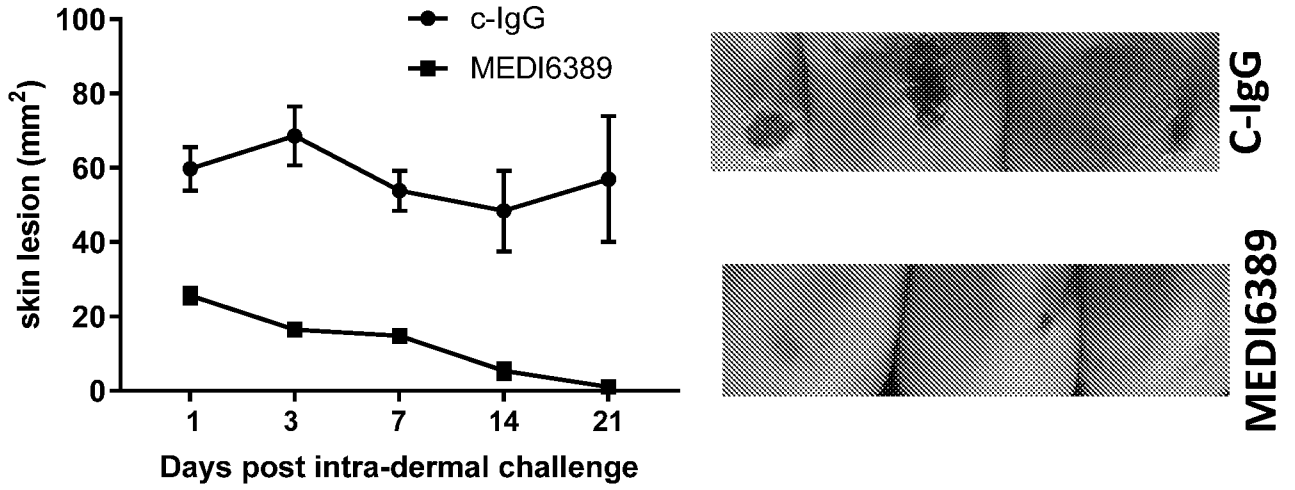 c-IgG
MEDI6389
skin lesion (mm²)
100
80
60
40
20
0
1 3 7 14 21
Days post intra-dermal challenge
C-IgG
MEDI6389